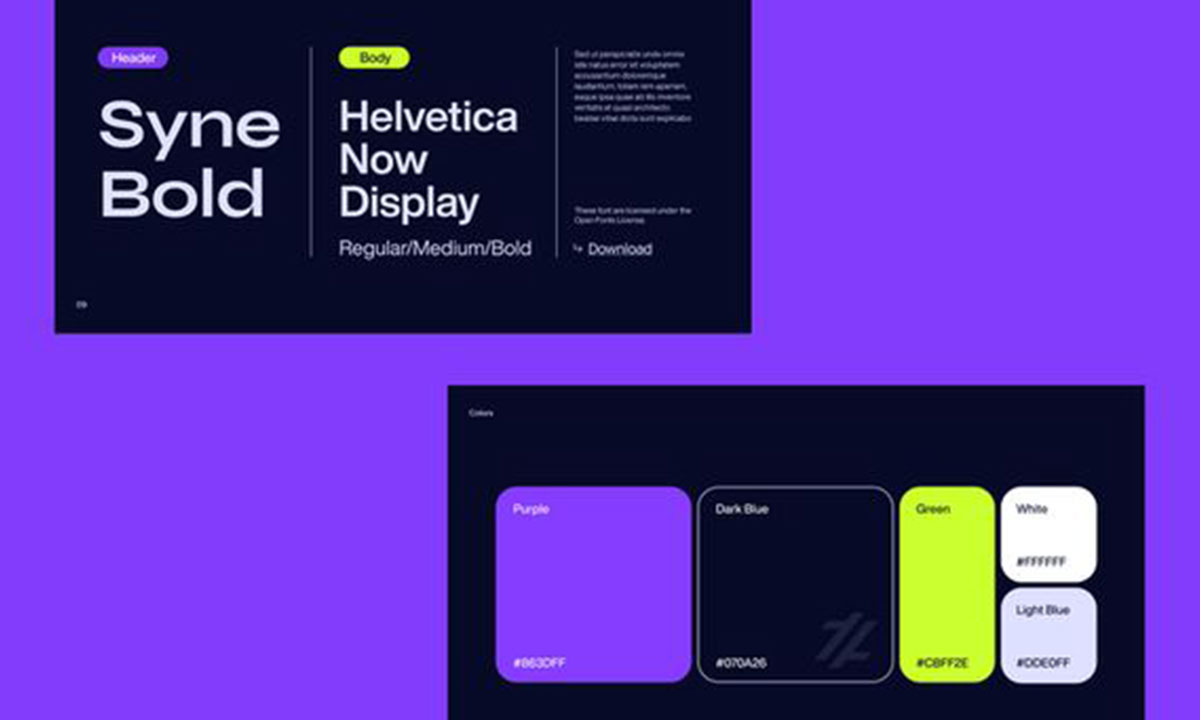 Header
Syne
Bold
Body
Helvetica
Now
Display
Regular/Medium/Bold
Sed ut perspiciatis unde omnis
iste natus error sit voluptatem
accusantium doloremque
laudantium, totam rem aperiam,
eaque ipsa quae ab illo inventore
veritatis et quasi architecto
beatae vitae dicta sunt explicabo
These font are licensed under the
Open Fonts License.
↳ Download
09
Colors
Purple
#863DFF
Dark Blue
#070A26
Green
#CBFF2E
White
#FFFFFF
Light Blue
#DDE0FF